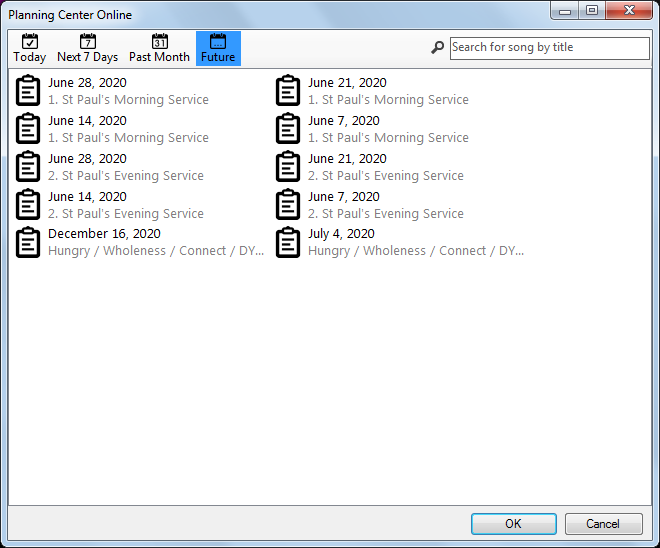 Planning Center Online
Today
7
Next 7 Days
31
Past Month
...
Future
Search for song by title
June 28, 2020
1. St Paul's Morning Service
June 21, 2020
1. St Paul's Morning Service
June 14, 2020
1. St Paul's Morning Service
June 7, 2020
1. St Paul's Morning Service
June 28, 2020
2. St Paul's Evening Service
June 21, 2020
2. St Paul's Evening Service
June 14, 2020
2. St Paul's Evening Service
June 7, 2020
2. St Paul's Evening Service
December 16, 2020
Hungry / Wholeness / Connect / DY...
July 4, 2020
Hungry / Wholeness / Connect / DY...
OK
Cancel